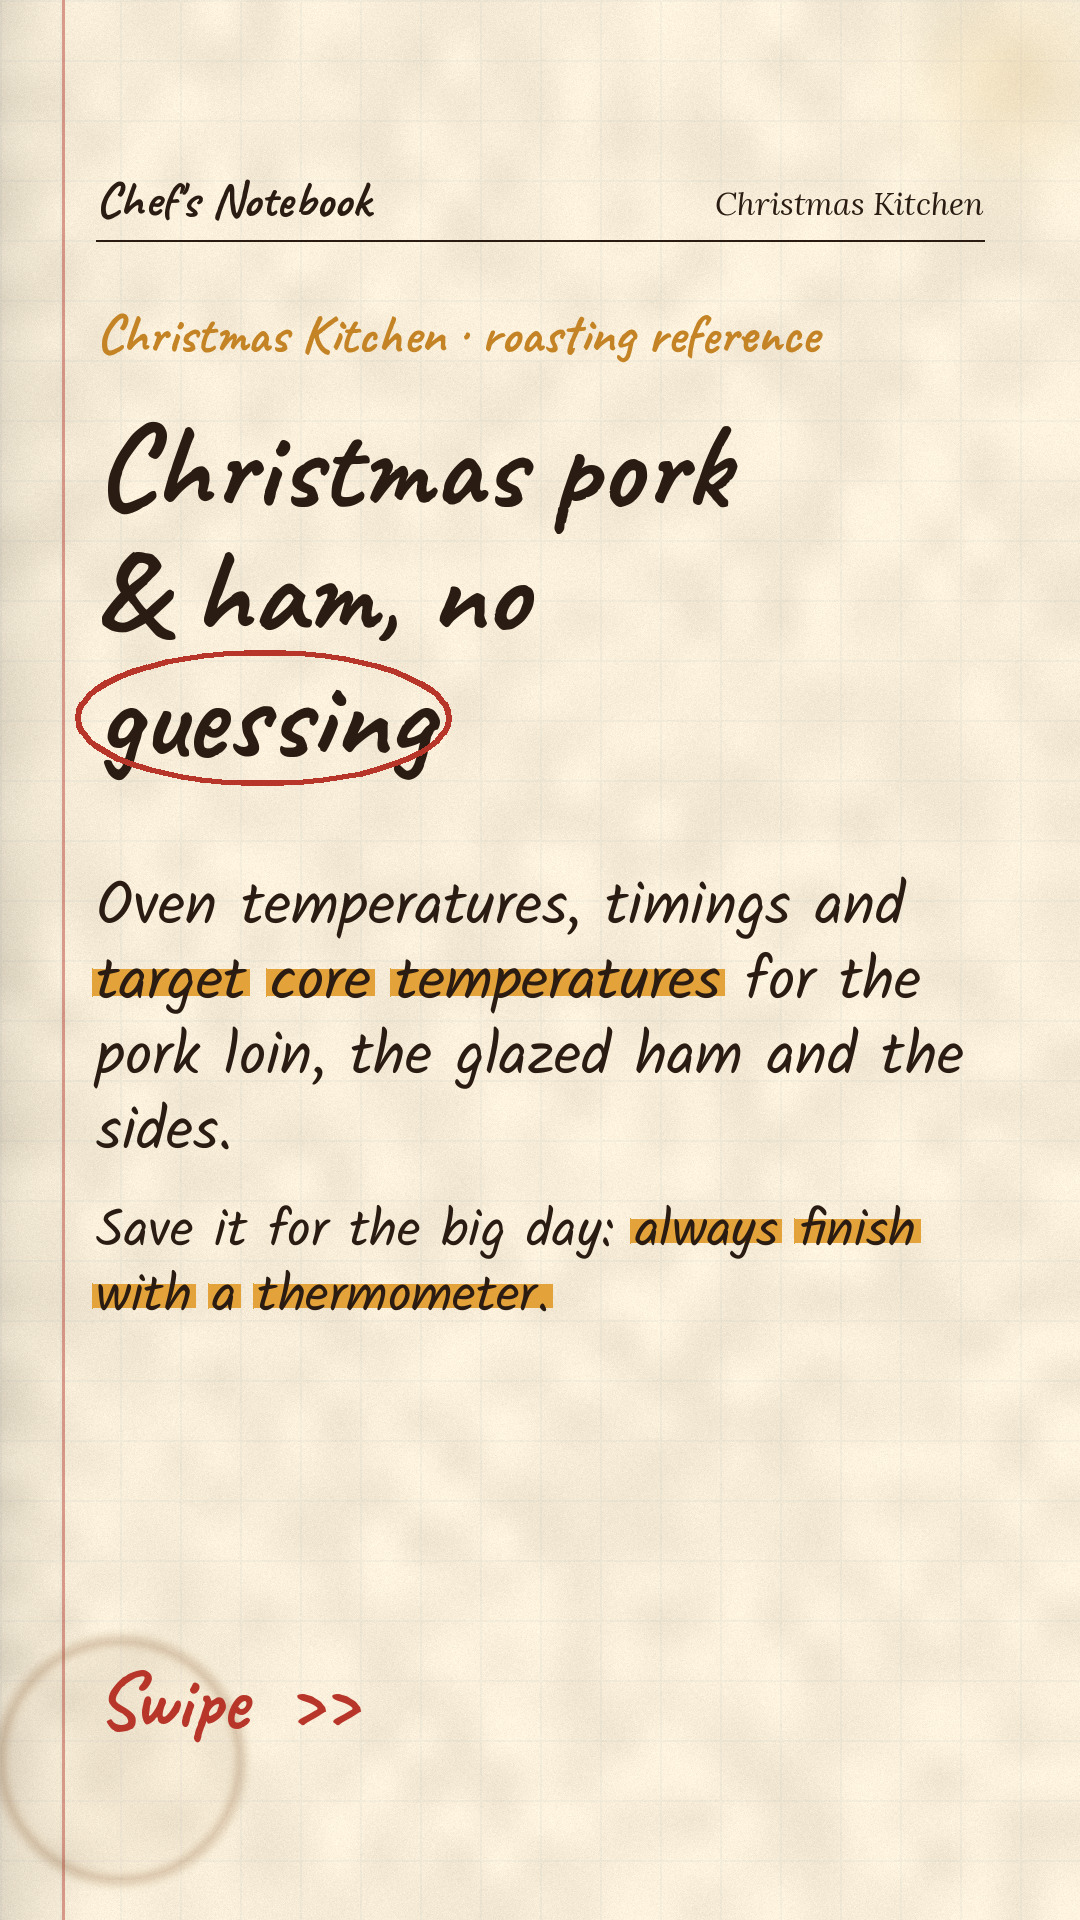 Chef's Notebook
Christmas Kitchen
Christmas Kitchen · roasting reference
Christmas pork
& ham, no
guessing
Oven temperatures, timings and
target core temperatures for the
pork loin, the glazed ham and the
sides.
Save it for the big day: always finish
with a thermometer.
Swipe >>